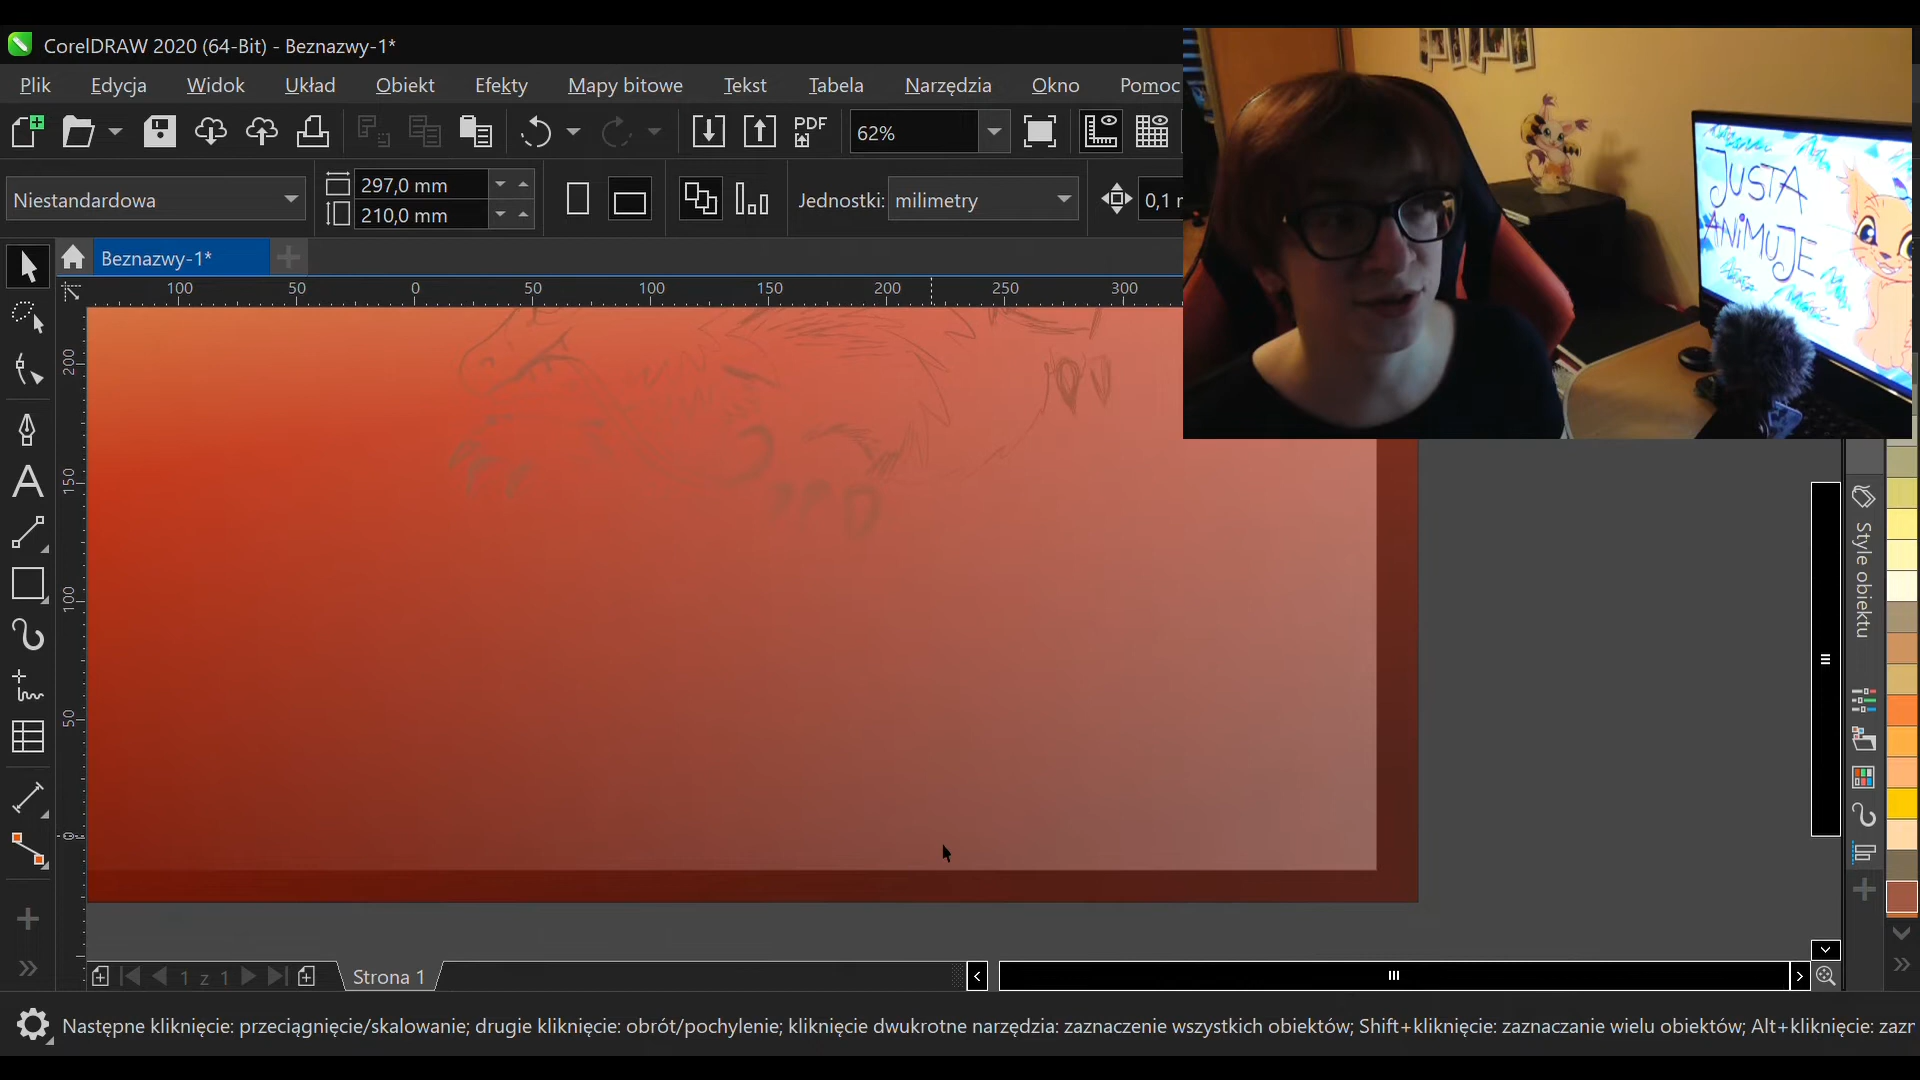 CorelDRAW 2020 (64-Bit) - Beznazwy-1*
Plik Edycja Widok Układ Obiekt Efekty Mapy bitowe Tekst Tabela Narzędzia Okno Pomoc
PDF 62%
Niestandardowa 297,0 mm 210,0 mm Jednostki: milimetry 0,1
Beznazwy-1*
100 50 0 50 100 150 200 250 300
200
150
100
50
0
JUSTA
ANiMUJE
Style obiektu
1 z 1 Strona 1
Następne kliknięcie: przeciągnięcie/skalowanie; drugie kliknięcie: obrót/pochylenie; kliknięcie dwukrotne narzędzia: zaznaczenie wszystkich obiektów; Shift+kliknięcie: zaznaczanie wielu obiektów; Alt+kliknięcie: